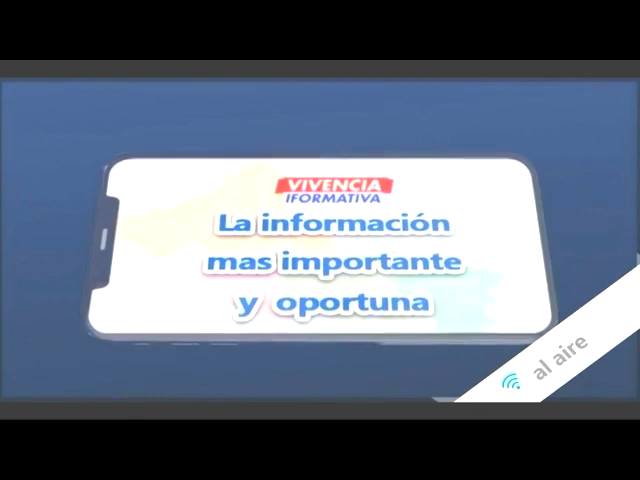 VIVENCIA
IFORMATIVA
La información
mas importante
y oportuna
al aire